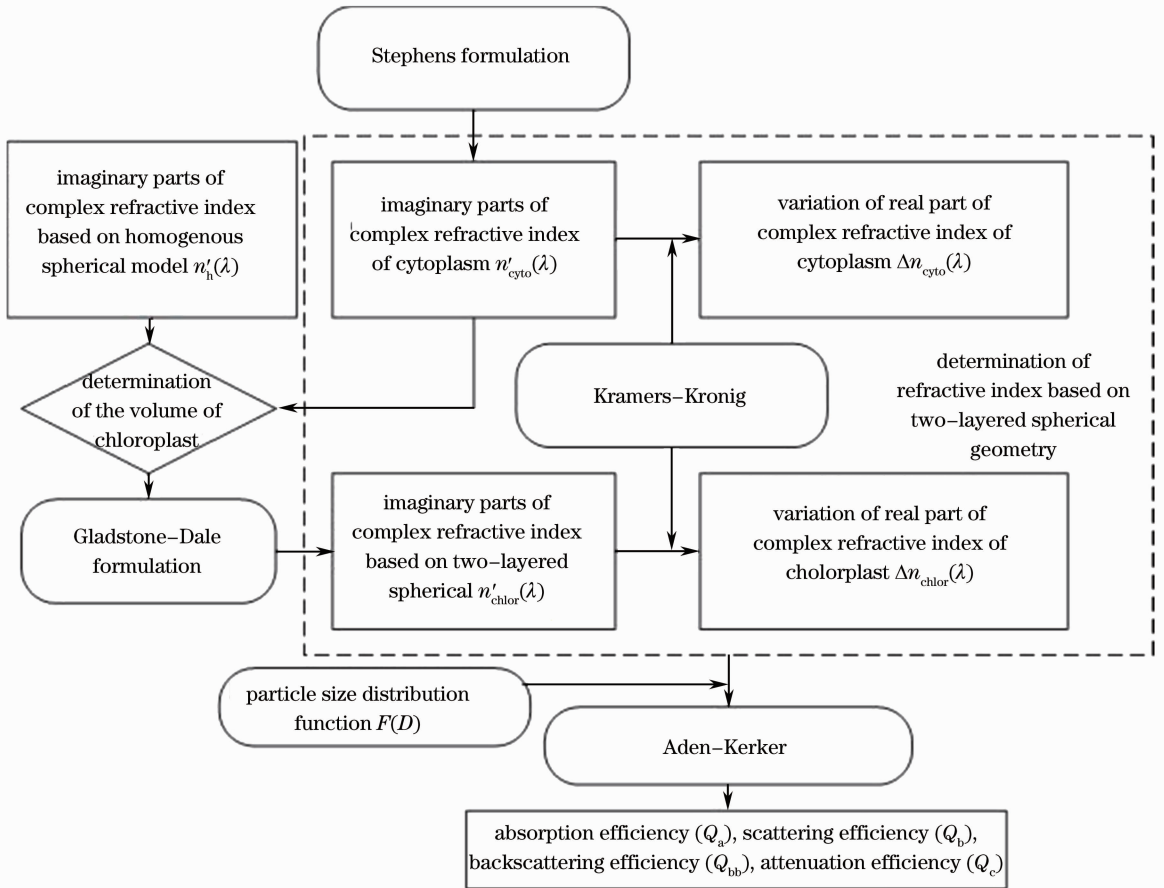 Stephens formulation
imaginary parts of
complex refractive index
based on homogenous
spherical model n′h(λ)
imaginary parts of
complex refractive index
of cytoplasm n′cyto(λ)
variation of real part of
complex refractive index of
cytoplasm Δncyto(λ)
determination
of the volume of
chloroplast
Kramers-Kronig
determination of
refractive index based on
two-layered spherical
geometry
Gladstone-Dale
formulation
imaginary parts of
complex refractive index
based on two-layered
spherical n′chlor(λ)
variation of real part of
complex refractive index of
cholorplast Δnchlor(λ)
particle size distribution
function F(D)
Aden-Kerker
absorption efficiency (Qa), scattering efficiency (Qb),
backscattering efficiency (Qbb), attenuation efficiency (Qc)